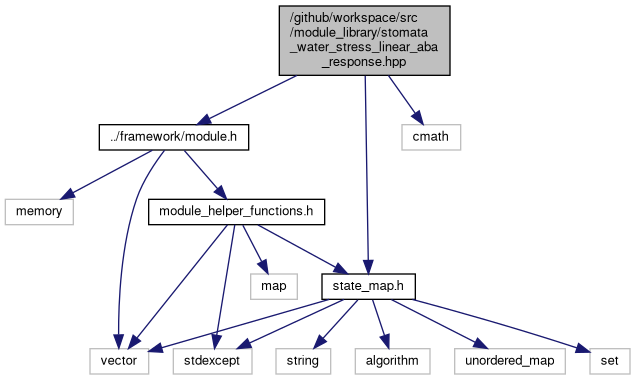 /github/workspace/src
/module_library/stomata
_water_stress_linear_aba
_response.hpp
../framework/module.h
cmath
memory
module_helper_functions.h
map
state_map.h
vector
stdexcept
string
algorithm
unordered_map
set